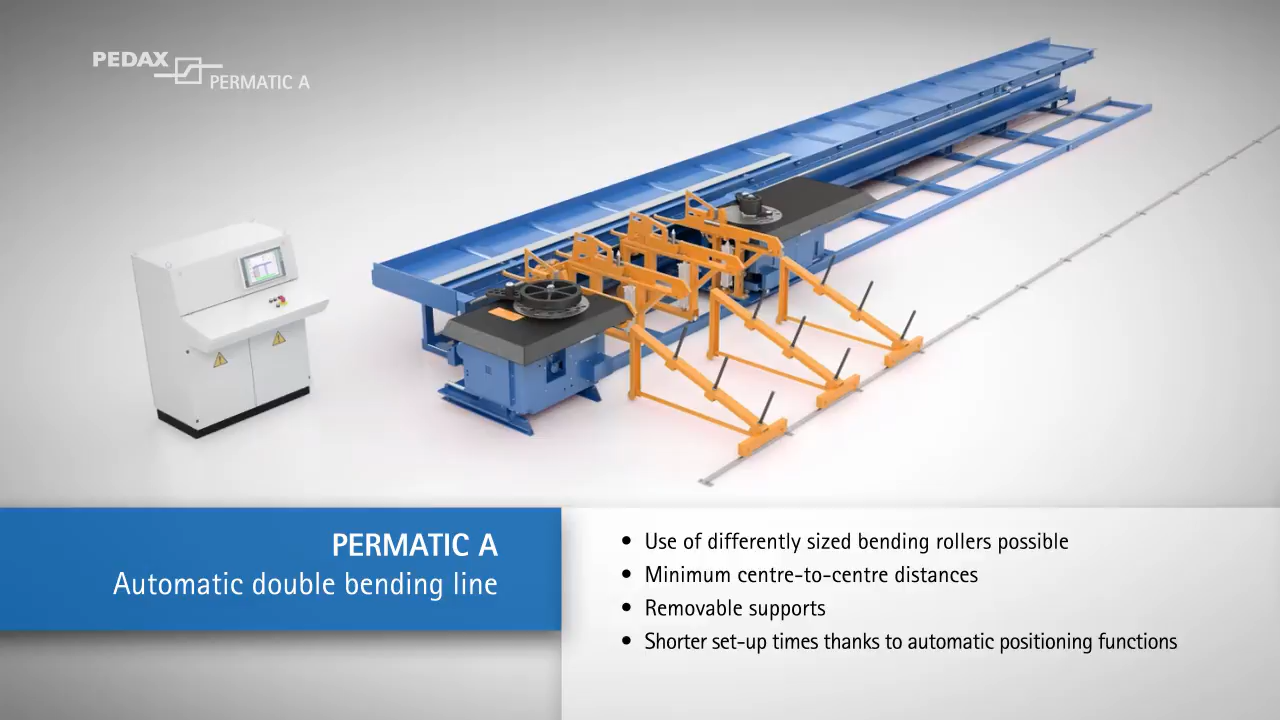 PEDAX
PERMATIC A
PERMATIC A
Automatic double bending line
• Use of differently sized bending rollers possible
• Minimum centre-to-centre distances
• Removable supports
• Shorter set-up times thanks to automatic positioning functions